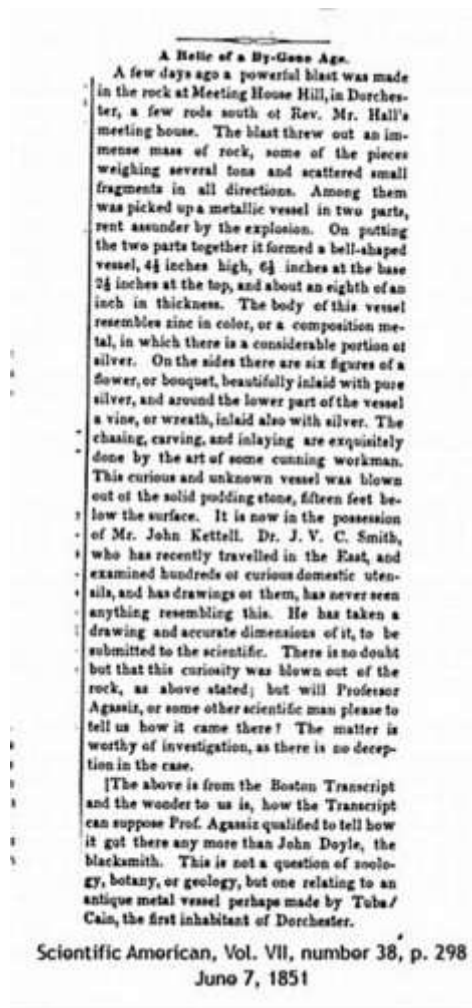 A Relic of a By-Gone Age.
A few days ago a powerful blast was made
in the rock at Meeting House Hill, in Dorches-
ter, a few rods south of Rev. Mr. Hall's
meeting house. The blast threw out an im-
mense mass of rock, some of the pieces
weighing several tons and scattered small
fragments in all directions. Among them
was picked up a metallic vessel in two parts,
rent assunder by the explosion. On putting
the two parts together it formed a bell-shaped
vessel, 4½ inches high, 6½ inches at the base
2½ inches at the top, and about an eighth of an
inch in thickness. The body of this vessel
resembles zinc in color, or a composition me-
tal, in which there is a considerable portion of
silver. On the sides there are six figures of a
flower, or bouquet, beautifully inlaid with pure
silver, and around the lower part of the vessel
a vine, or wreath, inlaid also with silver. The
chasing, carving, and inlaying are exquisitely
done by the art of some cunning workman.
This curious and unknown vessel was blown
out of the solid pudding stone, fifteen feet be-
low the surface. It is now in the possession
of Mr. John Kettell. Dr. J. V. C. Smith,
who has recently travelled in the East, and
examined hundreds of curious domestic uten-
sils, and has drawings of them, has never seen
anything resembling this. He has taken a
drawing and accurate dimensions of it, to be
submitted to the scientific. There is no doubt
but that this curiosity was blown out of the
rock, as above stated; but will Professor
Agassiz, or some other scientific man please to
tell us how it came there? The matter is
worthy of investigation, as there is no decep-
tion in the case.
[The above is from the Boston Transcript
and the wonder to us is, how the Transcript
can suppose Prof. Agassiz qualified to tell how
it got there any more than John Doyle, the
blacksmith. This is not a question of zoolo-
gy, botany, or geology, but one relating to an
antique metal vessel perhaps made by Tubal
Cain, the first inhabitant of Dorchester.
Scientific American, Vol. VII, number 38, p. 298
June 7, 1851